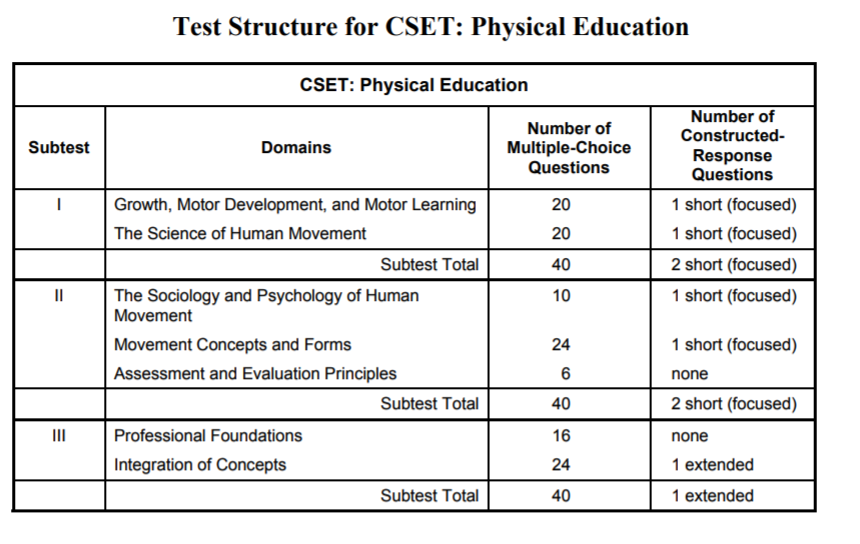 Test Structure for CSET: Physical Education
CSET: Physical Education
Subtest
Domains
Number of
Multiple-Choice
Questions
Number of
Constructed-
Response
Questions
I
Growth, Motor Development, and Motor Learning
20
1 short (focused)
The Science of Human Movement
20
1 short (focused)
Subtest Total
40
2 short (focused)
II
The Sociology and Psychology of Human
Movement
10
1 short (focused)
Movement Concepts and Forms
24
1 short (focused)
Assessment and Evaluation Principles
6
none
Subtest Total
40
2 short (focused)
III
Professional Foundations
16
none
Integration of Concepts
24
1 extended
Subtest Total
40
1 extended